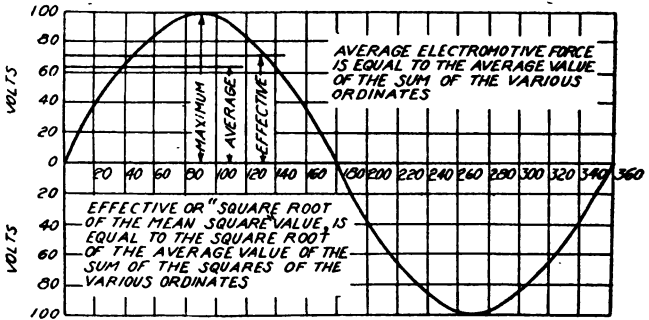 100
80
60
40
20
0
20
40
60
80
100
VOLTS
VOLTS
MAXIMUM
AVERAGE
EFFECTIVE
AVERAGE ELECTROMOTIVE FORCE
IS EQUAL TO THE AVERAGE VALUE
OF THE SUM OF THE VARIOUS
ORDINATES
20 40 60 80 100 120 140 160 180 200 220 240 260 280 300 320 340 360
EFFECTIVE OR "SQUARE ROOT
OF THE MEAN SQUARE" VALUE, IS
EQUAL TO THE SQUARE ROOT
OF THE AVERAGE VALUE OF THE
SUM OF THE SQUARES OF THE
VARIOUS ORDINATES